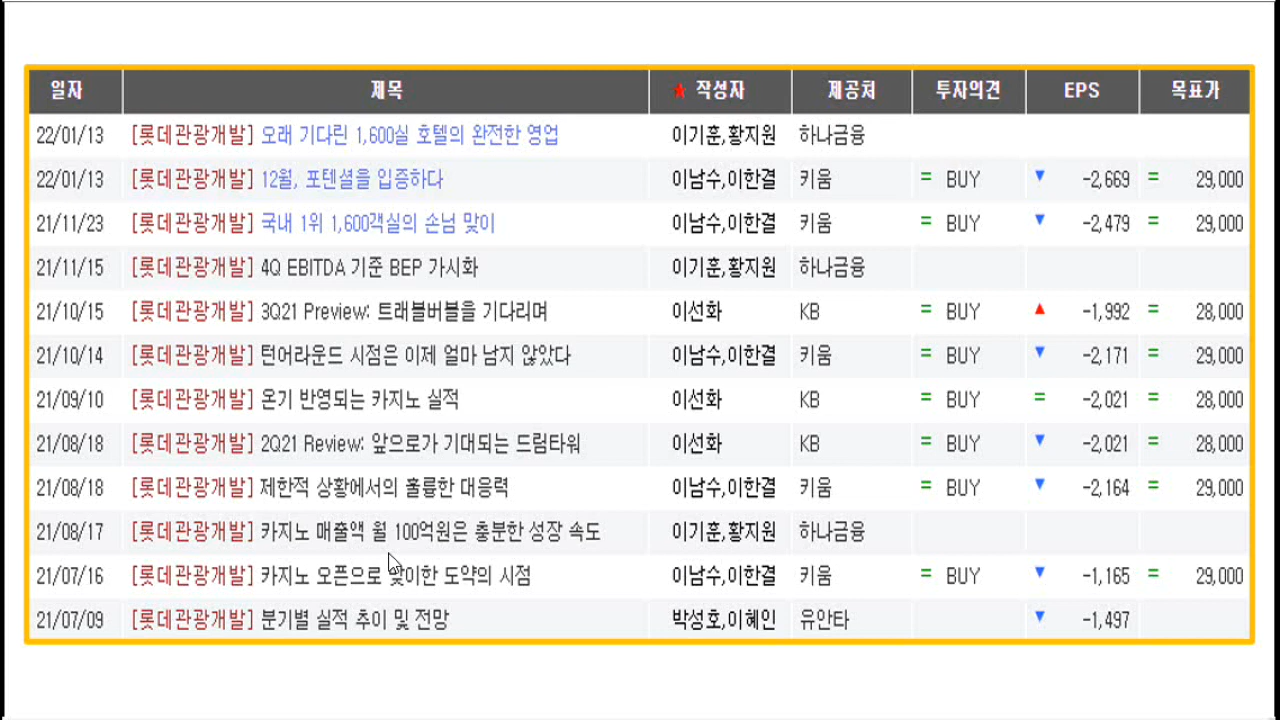 일자 제목 ★ 작성자 제공처 투자의견 EPS 목표가
22/01/13 [롯데관광개발] 오래 기다린 1,600실 호텔의 완전한 영업 이기훈,황지원 하나금융
22/01/13 [롯데관광개발] 12월, 포텐셜을 입증하다 이남수,이한결 키움 = BUY ▼ -2,669 = 29,000
21/11/23 [롯데관광개발] 국내 1위 1,600객실의 손님 맞이 이남수,이한결 키움 = BUY ▼ -2,479 = 29,000
21/11/15 [롯데관광개발] 4Q EBITDA 기준 BEP 가시화 이기훈,황지원 하나금융
21/10/15 [롯데관광개발] 3Q21 Preview: 트래블버블을 기다리며 이선화 KB = BUY ▲ -1,992 = 28,000
21/10/14 [롯데관광개발] 턴어라운드 시점은 이제 얼마 남지 않았다 이남수,이한결 키움 = BUY ▼ -2,171 = 29,000
21/09/10 [롯데관광개발] 온기 반영되는 카지노 실적 이선화 KB = BUY = -2,021 = 28,000
21/08/18 [롯데관광개발] 2Q21 Review: 앞으로가 기대되는 드림타워 이선화 KB = BUY ▼ -2,021 = 28,000
21/08/18 [롯데관광개발] 제한적 상황에서의 훌륭한 대응력 이남수,이한결 키움 = BUY ▼ -2,164 = 29,000
21/08/17 [롯데관광개발] 카지노 매출액 월 100억원은 충분한 성장 속도 이기훈,황지원 하나금융
21/07/16 [롯데관광개발] 카지노 오픈으로 맞이한 도약의 시점 이남수,이한결 키움 = BUY ▼ -1,165 = 29,000
21/07/09 [롯데관광개발] 분기별 실적 추이 및 전망 박성호,이혜인 유안타 ▼ -1,497